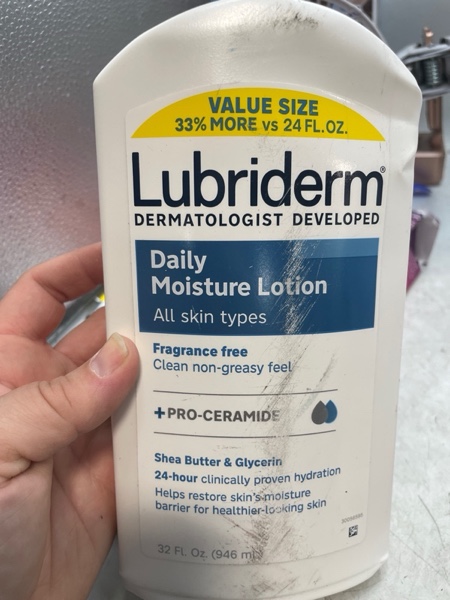 VALUE SIZE
33% MORE vs 24 FL. OZ.
Lubriderm®
DERMATOLOGIST DEVELOPED
Daily
Moisture Lotion
All skin types
Fragrance free
Clean non-greasy feel
+PRO-CERAMIDE
Shea Butter & Glycerin
24-hour clinically proven hydration
Helps restore skin's moisture
barrier for healthier-looking skin
32 Fl. Oz. (946 mL)